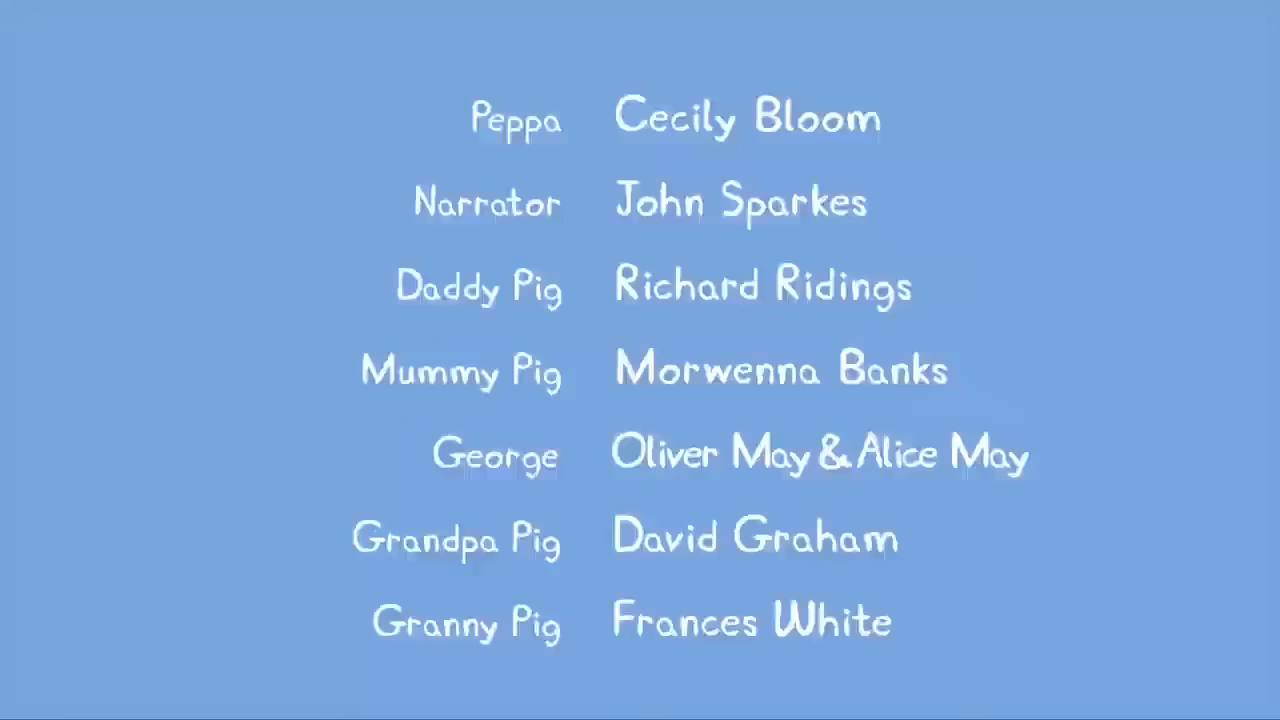 Peppa Cecily Bloom
Narrator John Sparkes
Daddy Pig Richard Ridings
Mummy Pig Morwenna Banks
George Oliver May & Alice May
Grandpa Pig David Graham
Granny Pig Frances White